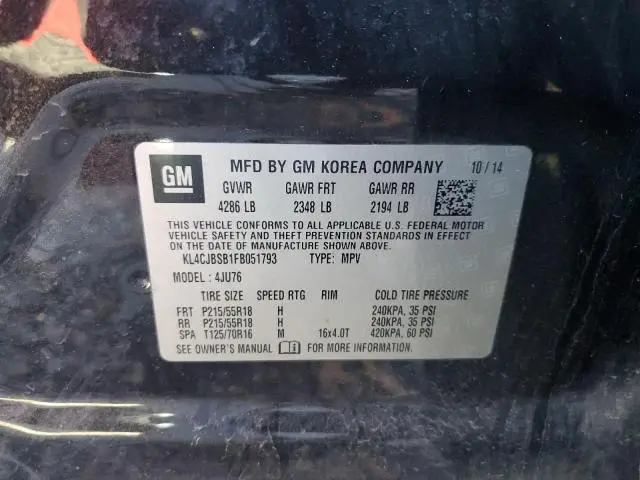 GM
MFD BY GM KOREA COMPANY 10/14
GVWR GAWR FRT GAWR RR
4286 LB 2348 LB 2194 LB
THIS VEHICLE CONFORMS TO ALL APPLICABLE U.S. FEDERAL MOTOR
VEHICLE SAFETY AND THEFT PREVENTION STANDARDS IN EFFECT
ON THE DATE OF MANUFACTURE SHOWN ABOVE.
KL4CJBSB1FB051793 TYPE: MPV
MODEL: 4JU76
TIRE SIZE SPEED RTG RIM COLD TIRE PRESSURE
FRT P215/55R18 H 240KPA, 35 PSI
RR P215/55R18 H 240KPA, 35 PSI
SPA T125/70R16 M 16x4.0T 420KPA, 60 PSI
SEE OWNER'S MANUAL FOR MORE INFORMATION.